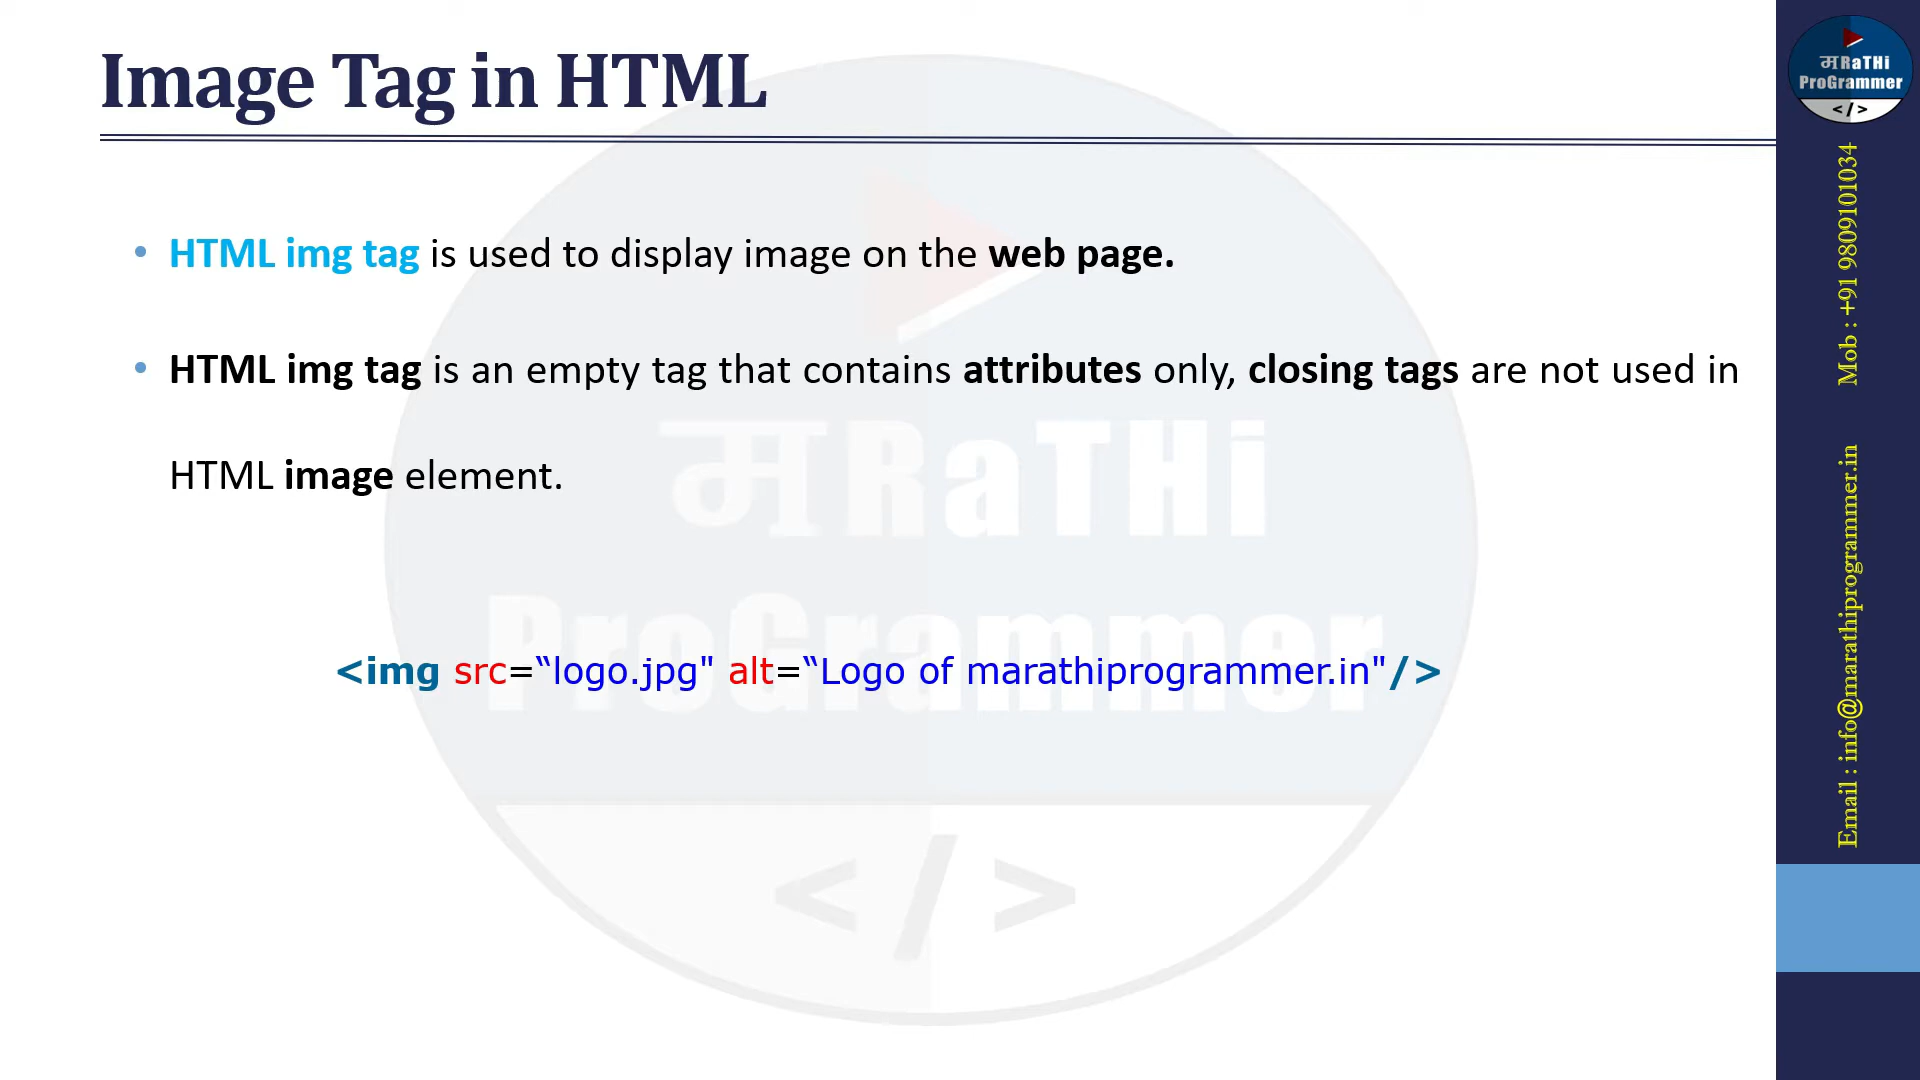 Image Tag in HTML
• HTML img tag is used to display image on the web page.
• HTML img tag is an empty tag that contains attributes only, closing tags are not used in
HTML image element.
<img src=“logo.jpg" alt=“Logo of marathiprogrammer.in"/>
मRaTHi
ProGrammer
</>
मRaTHi
ProGrammer
</>
Mob : +91 9809101034
Email : info@marathiprogrammer.in